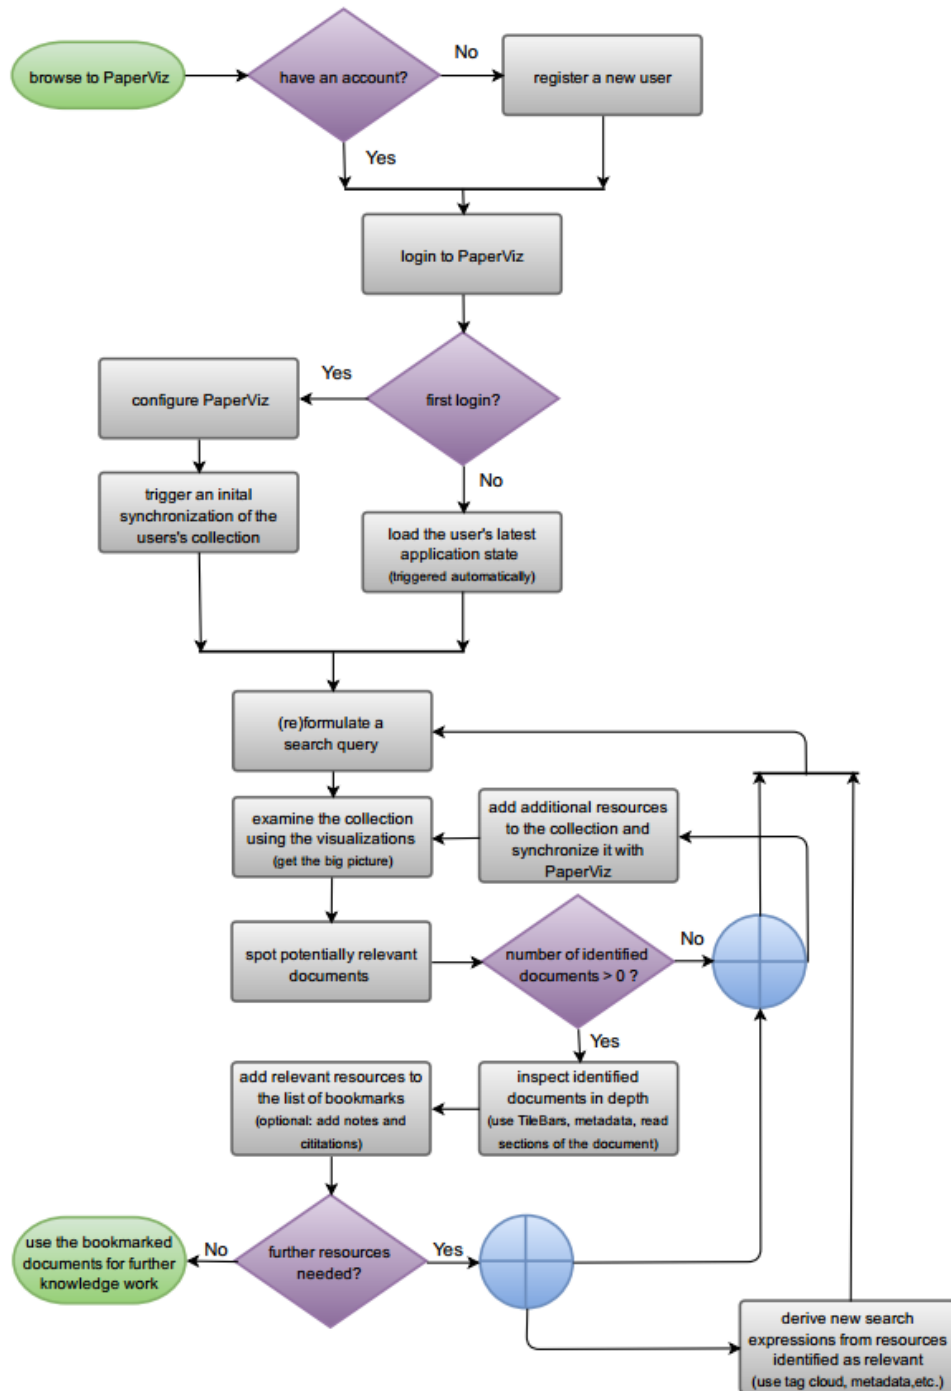 browse to PaperViz
have an account?
No
register a new user
Yes
login to PaperViz
first login?
Yes
configure PaperViz
No
trigger an inital
synchronization of the
users's collection
load the user's latest
application state
(triggered automatically)
(re)formulate a
search query
examine the collection
using the visualizations
(get the big picture)
add additional resources
to the collection and
synchronize it with
PaperViz
spot potentially relevant
documents
number of identified
documents > 0 ?
No
Yes
add relevant resources to
the list of bookmarks
(optional: add notes and
cititations)
inspect identified
documents in depth
(use TileBars, metadata, read
sections of the document)
use the bookmarked
documents for further
knowledge work
No
further resources
needed?
Yes
derive new search
expressions from resources
identified as relevant
(use tag cloud, metadata,etc.)